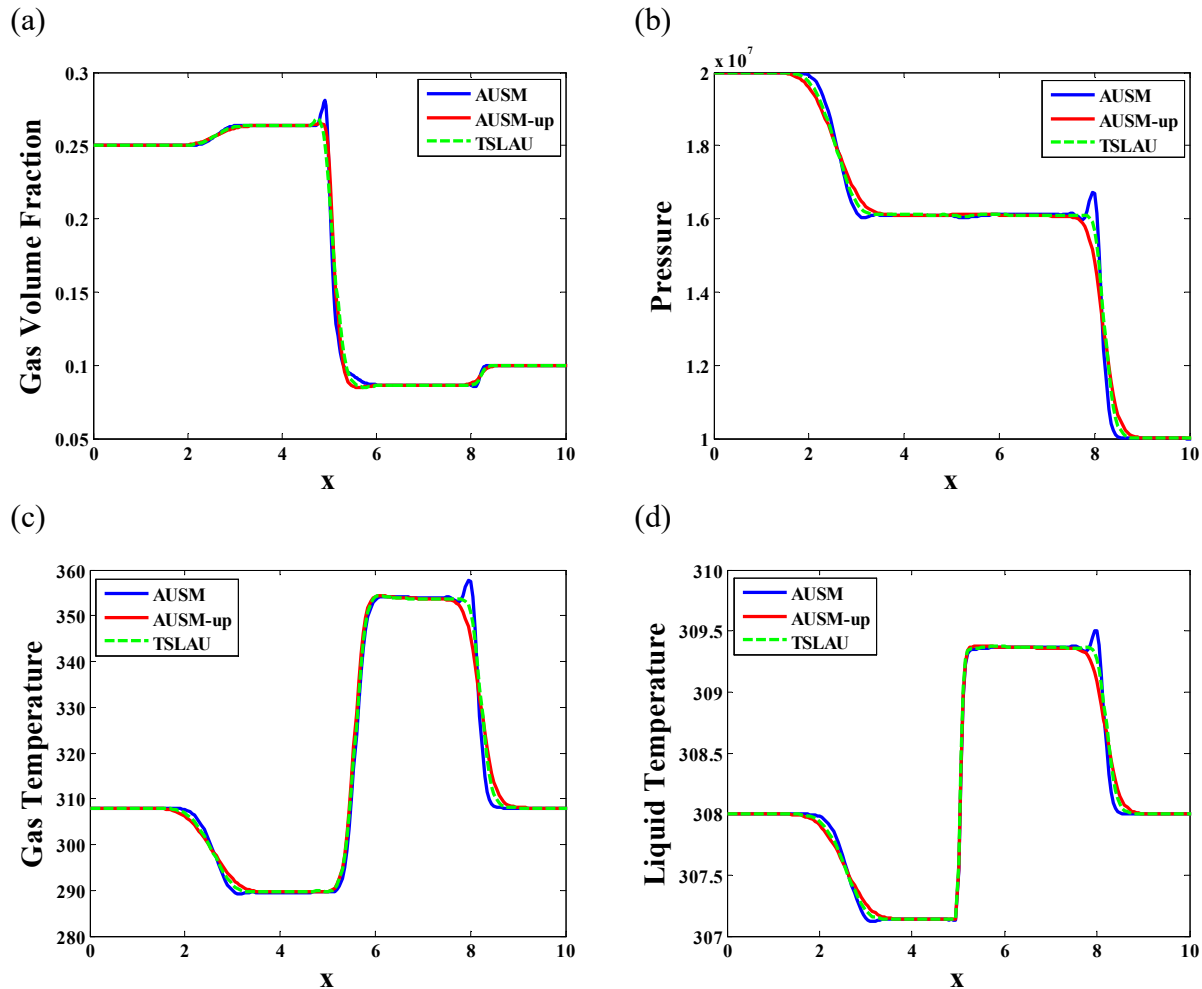 (a)
0.3
0.25
0.2
0.15
0.1
0.05
0 2 4 6 8 10
Gas Volume Fraction
x
AUSM
AUSM-up
TSLAU
(b)
x 10^7
2
1.8
1.6
1.4
1.2
1
0 2 4 6 8 10
Pressure
x
AUSM
AUSM-up
TSLAU
(c)
360
350
340
330
320
310
300
290
280
0 2 4 6 8 10
Gas Temperature
x
AUSM
AUSM-up
TSLAU
(d)
310
309.5
309
308.5
308
307.5
307
0 2 4 6 8 10
Liquid Temperature
x
AUSM
AUSM-up
TSLAU